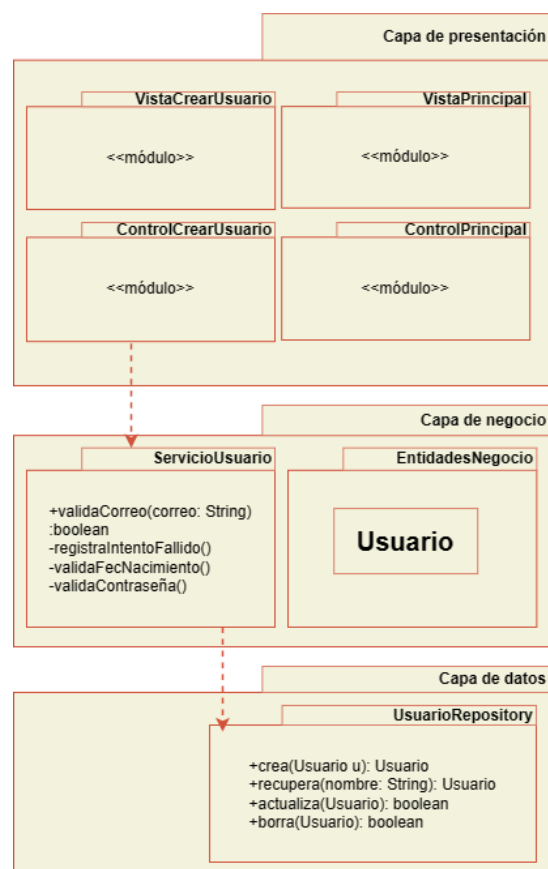 Capa de presentación
VistaCrearUsuario
VistaPrincipal
<<módulo>>
<<módulo>>
ControlCrearUsuario
ControlPrincipal
<<módulo>>
<<módulo>>
Capa de negocio
ServicioUsuario
EntidadesNegocio
+validaCorreo(correo: String)
:boolean
-registraIntentoFallido()
-validaFecNacimiento()
-validaContraseña()
Usuario
Capa de datos
UsuarioRepository
+crea(Usuario u): Usuario
+recupera(nombre: String): Usuario
+actualiza(Usuario): boolean
+borra(Usuario): boolean